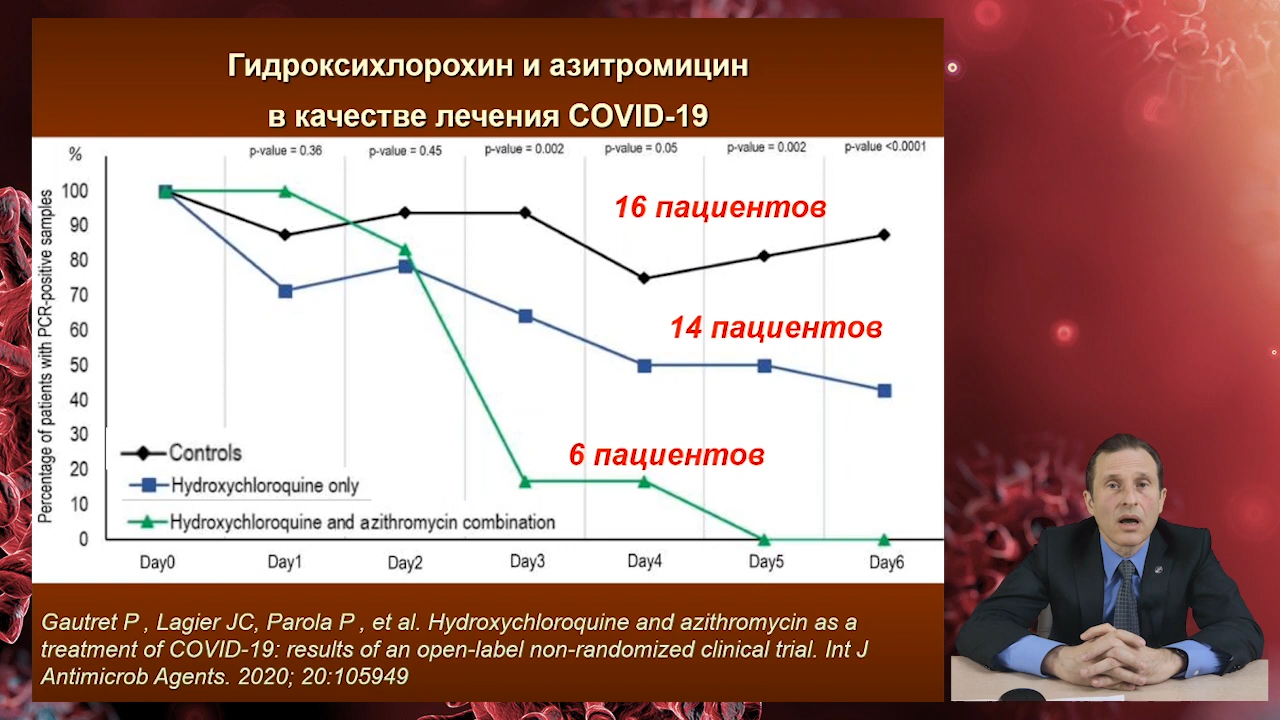 Гидроксихлорохин и азитромицин
в качестве лечения COVID-19
%
p-value = 0.36
p-value = 0.45
p-value = 0.002
p-value = 0.05
p-value = 0.002
p-value <0.0001
Percentage of patients with PCR-positive samples
100
90
80
70
60
50
40
30
20
10
0
16 пациентов
14 пациентов
6 пациентов
Controls
Hydroxychloroquine only
Hydroxychloroquine and azithromycin combination
Day0
Day1
Day2
Day3
Day4
Day5
Day6
Gautret P , Lagier JC, Parola P , et al. Hydroxychloroquine and azithromycin as a
treatment of COVID-19: results of an open-label non-randomized clinical trial. Int J
Antimicrob Agents. 2020; 20:105949